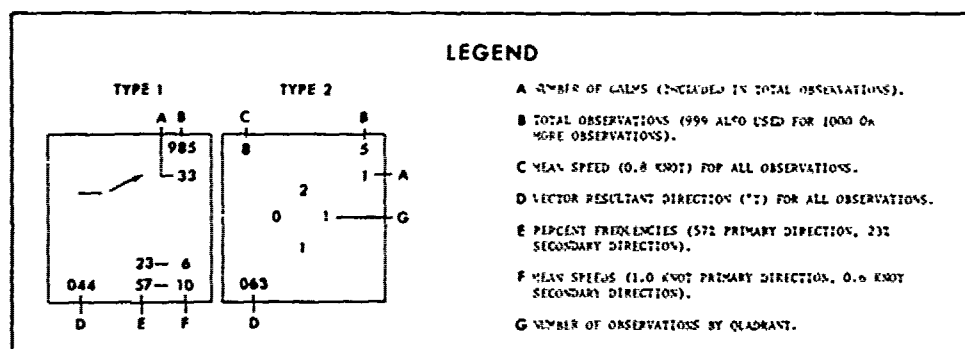 LEGEND
TYPE 1
TYPE 2
A B
C B
985
8 5
33
1 A
2
0 1 G
1
23 6
044 57 10
063
D E F
D
A NUMBER OF CALMS (INCLUDED IN TOTAL OBSERVATIONS).
B TOTAL OBSERVATIONS (999 ALSO USED FOR 1000 OR
MORE OBSERVATIONS).
C MEAN SPEED (0.8 KNOT) FOR ALL OBSERVATIONS.
D VECTOR RESULTANT DIRECTION (°T) FOR ALL OBSERVATIONS.
E PERCENT FREQUENCIES (57% PRIMARY DIRECTION, 23%
SECONDARY DIRECTION).
F MEAN SPEEDS (1.0 KNOT PRIMARY DIRECTION, 0.6 KNOT
SECONDARY DIRECTION).
G NUMBER OF OBSERVATIONS BY QUADRANT.